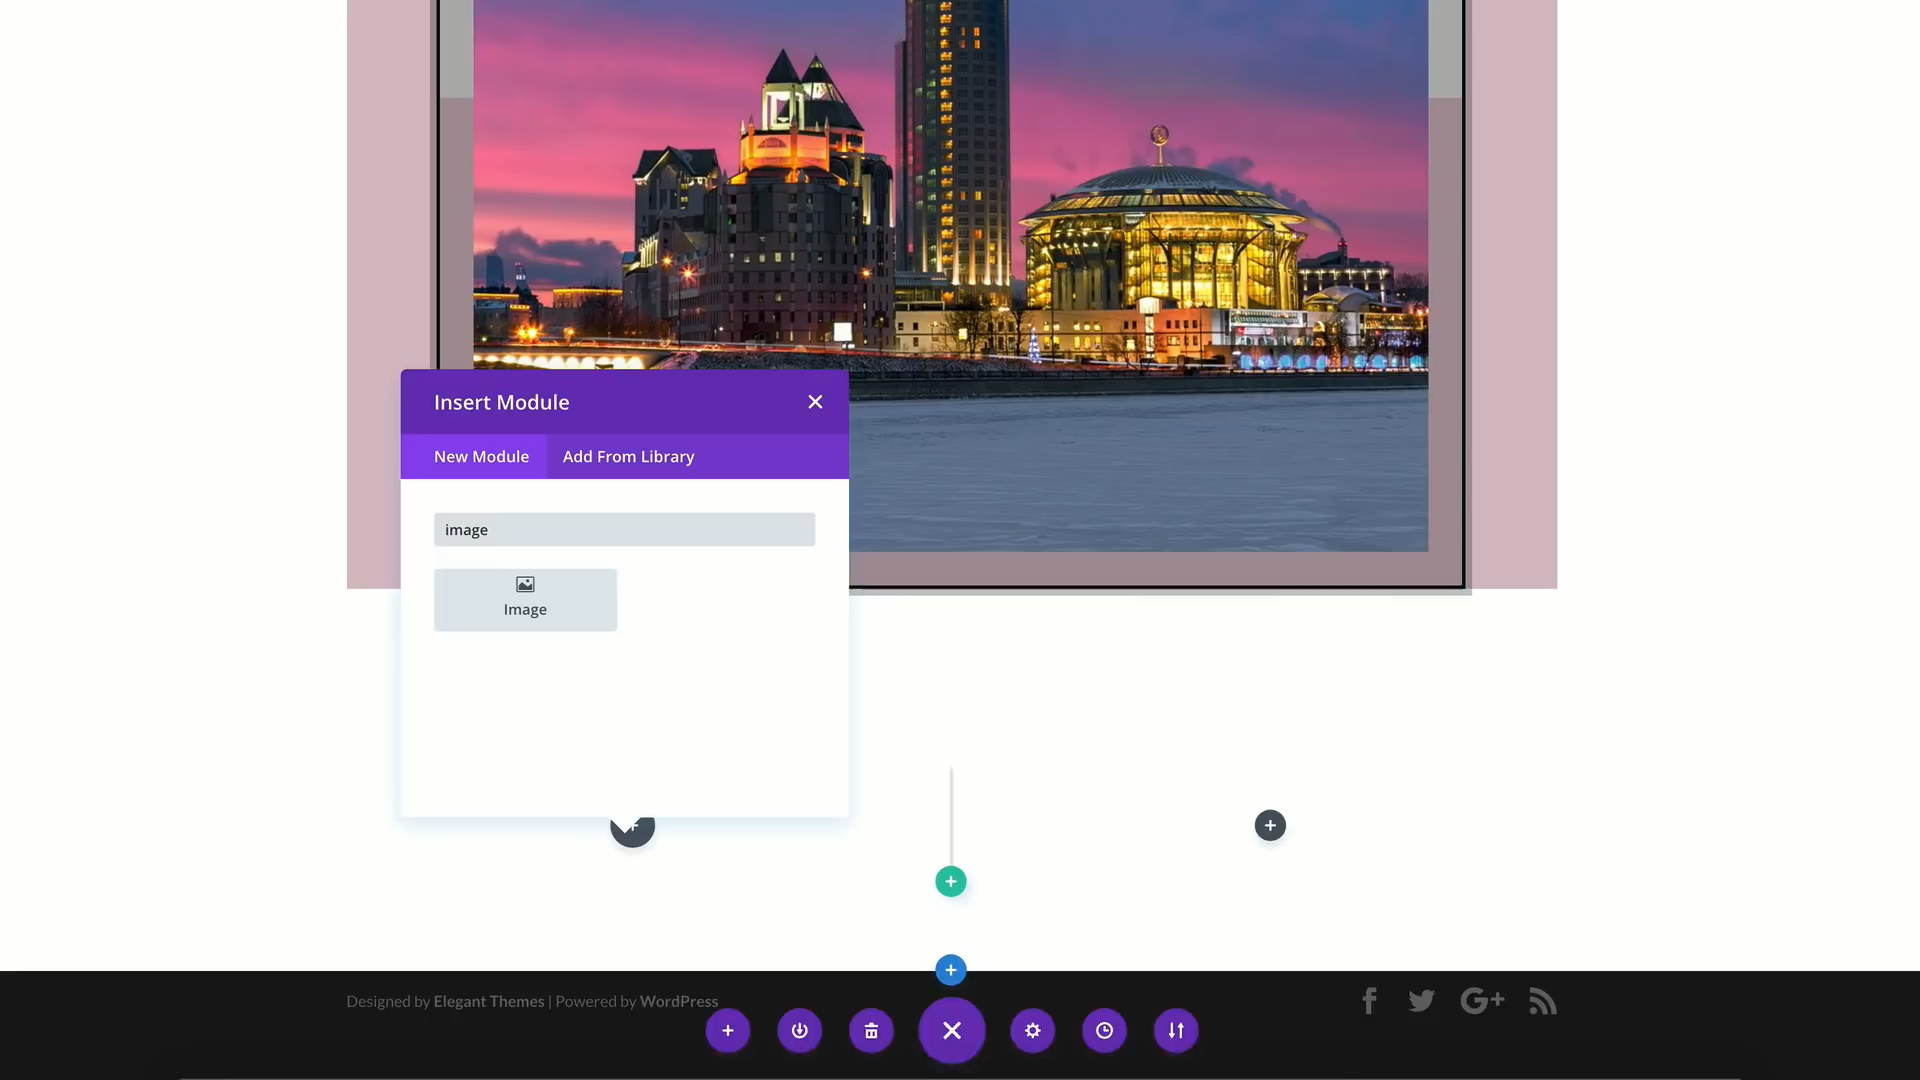 Insert Module
New Module
Add From Library
image
Image
Designed by Elegant Themes | Powered by WordPress